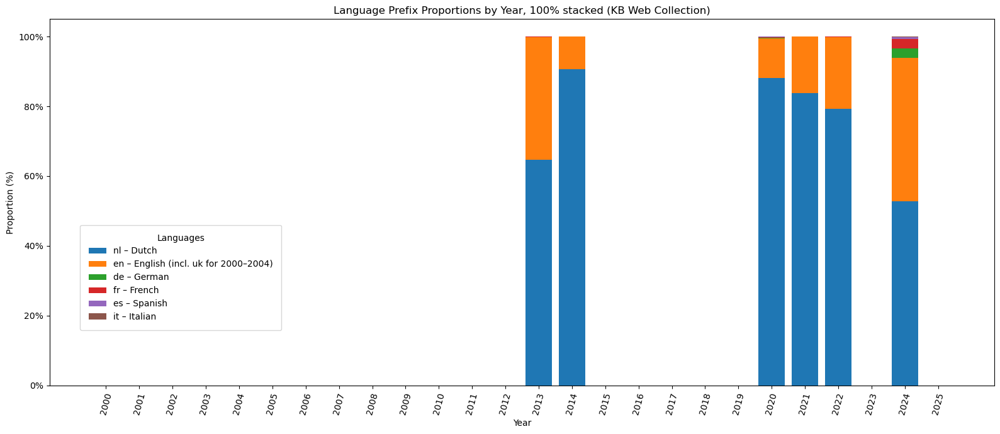 Language Prefix Proportions by Year, 100% stacked (KB Web Collection)
Proportion (%)
100%
80%
60%
40%
20%
0%
Languages
nl – Dutch
en – English (incl. uk for 2000–2004)
de – German
fr – French
es – Spanish
it – Italian
2000 2001 2002 2003 2004 2005 2006 2007 2008 2009 2010 2011 2012 2013 2014 2015 2016 2017 2018 2019 2020 2021 2022 2023 2024 2025
Year